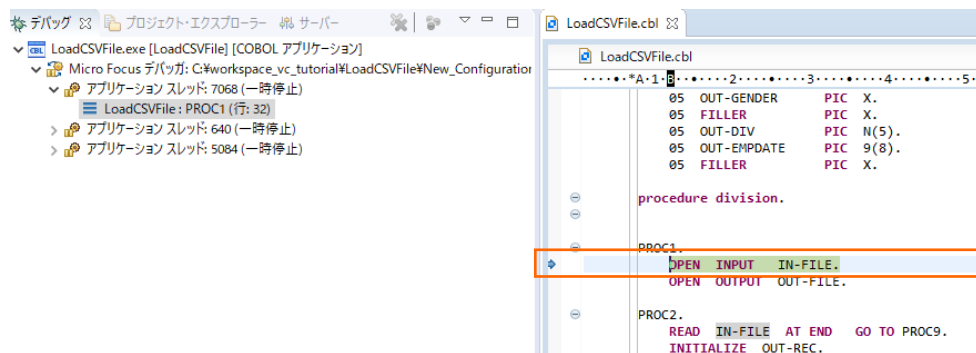 デバッグ プロジェクト・エクスプローラー サーバー
LoadCSVFile.exe [LoadCSVFile] [COBOL アプリケーション]
Micro Focus デバッガ: C:¥workspace_vc_tutorial¥LoadCSVFile¥New_Configuration
アプリケーション スレッド: 7068 (一時停止)
LoadCSVFile : PROC1 (行: 32)
アプリケーション スレッド: 640 (一時停止)
アプリケーション スレッド: 5084 (一時停止)
LoadCSVFile.cbl
LoadCSVFile.cbl
····•·*A·1·B··•····2····•····3····•····4····•····5·
05 OUT-GENDER PIC X.
05 FILLER PIC X.
05 OUT-DIV PIC N(5).
05 OUT-EMPDATE PIC 9(8).
05 FILLER PIC X.
procedure division.
PROC1.
OPEN INPUT IN-FILE.
OPEN OUTPUT OUT-FILE.
PROC2.
READ IN-FILE AT END GO TO PROC9.
INITIALIZE OUT-REC.